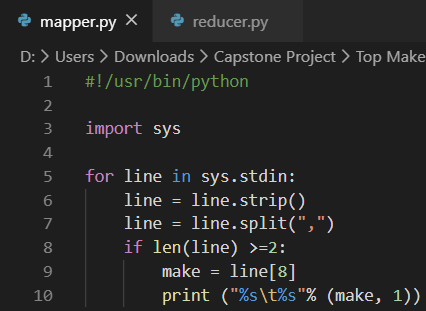 mapper.py × reducer.py
D: > Users > Downloads > Capstone Project > Top Make
1 #!/usr/bin/python
2
3 import sys
4
5 for line in sys.stdin:
6     line = line.strip()
7     line = line.split(",")
8     if len(line) >=2:
9         make = line[8]
10         print ("%s\t%s"% (make, 1))